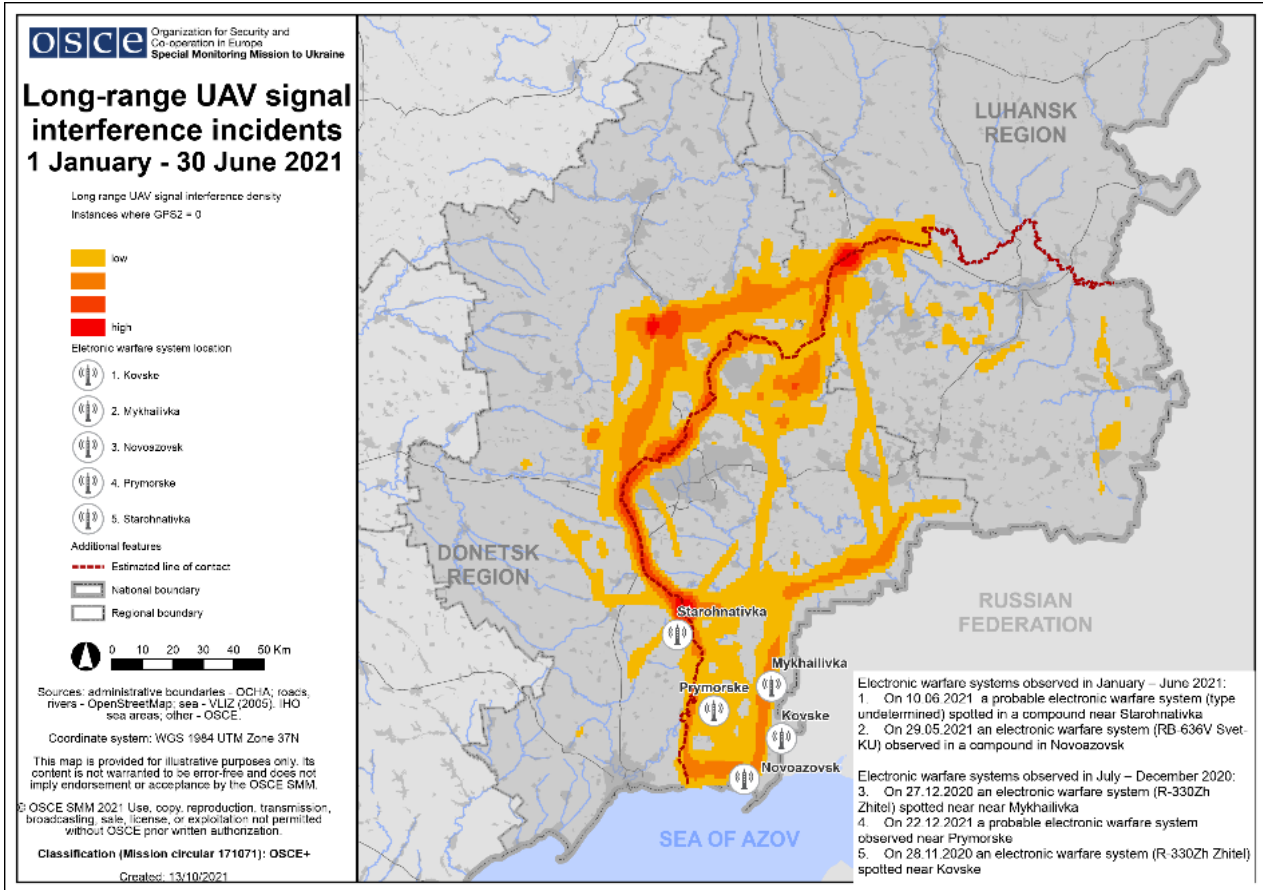 osce
Organization for Security and
Co-operation in Europe
Special Monitoring Mission to Ukraine
Long-range UAV signal
interference incidents
1 January - 30 June 2021
Long range UAV signal interference density
Instances where GPS2 = 0
low
high
Eletronic warfare system location
1. Kovske
2. Mykhailivka
3. Novoazovsk
4. Prymorske
5. Starohnativka
Additional features
Estimated line of contact
National boundary
Regional boundary
0 10 20 30 40 50 Km
Sources: administrative boundaries - OCHA; roads,
rivers - OpenStreetMap; sea - VLIZ (2005). IHO
sea areas; other - OSCE.
Coordinate system: WGS 1984 UTM Zone 37N
This map is provided for illustrative purposes only. Its
content is not warranted to be error-free and does not
imply endorsement or acceptance by the OSCE SMM.
© OSCE SMM 2021 Use, copy, reproduction, transmission,
broadcasting, sale, license, or exploitation not permitted
without OSCE prior written authorization.
Classification (Mission circular 171071): OSCE+
Created: 13/10/2021
LUHANSK
REGION
DONETSK
REGION
RUSSIAN
FEDERATION
Starohnativka
Mykhailivka
Prymorske
Kovske
Novoazovsk
SEA OF AZOV
Electronic warfare systems observed in January – June 2021:
1. On 10.06.2021 a probable electronic warfare system (type
undetermined) spotted in a compound near Starohnativka
2. On 29.05.2021 an electronic warfare system (RB-636V Svet-
KU) observed in a compound in Novoazovsk
Electronic warfare systems observed in July – December 2020:
3. On 27.12.2020 an electronic warfare system (R-330Zh
Zhitel) spotted near near Mykhailivka
4. On 22.12.2021 a probable electronic warfare system
observed near Prymorske
5. On 28.11.2020 an electronic warfare system (R-330Zh Zhitel)
spotted near Kovske